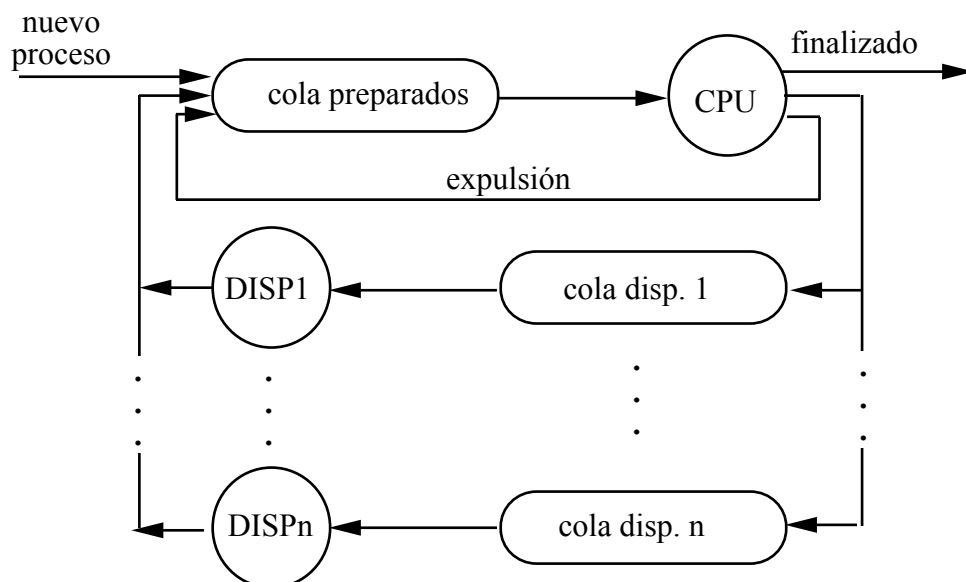 nuevo
proceso
finalizado
cola preparados
CPU
expulsión
DISP1
cola disp. 1
DISPn
cola disp. n